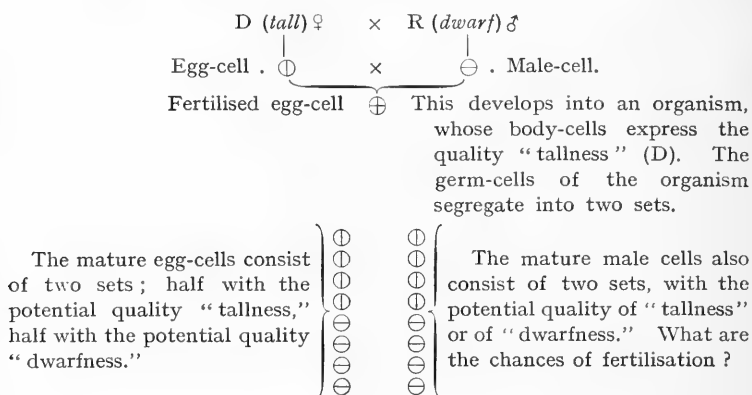 D (tall) ♀ × R (dwarf) ♂
Egg-cell . ⦶ × ⊖ . Male-cell.
Fertilised egg-cell ⊕ This develops into an organism,
whose body-cells express the
quality “tallness” (D). The
germ-cells of the organism
segregate into two sets.
The mature egg-cells consist
of two sets; half with the
potential quality “tallness,”
half with the potential quality
“dwarfness.”
⦶ ⦶
⦶ ⦶
⦶ ⦶
⦶ ⦶
⊖ ⊖
⊖ ⊖
⊖ ⊖
⊖ ⊖
The mature male cells also
consist of two sets, with the
potential quality of “tallness”
or of “dwarfness.” What are
the chances of fertilisation?